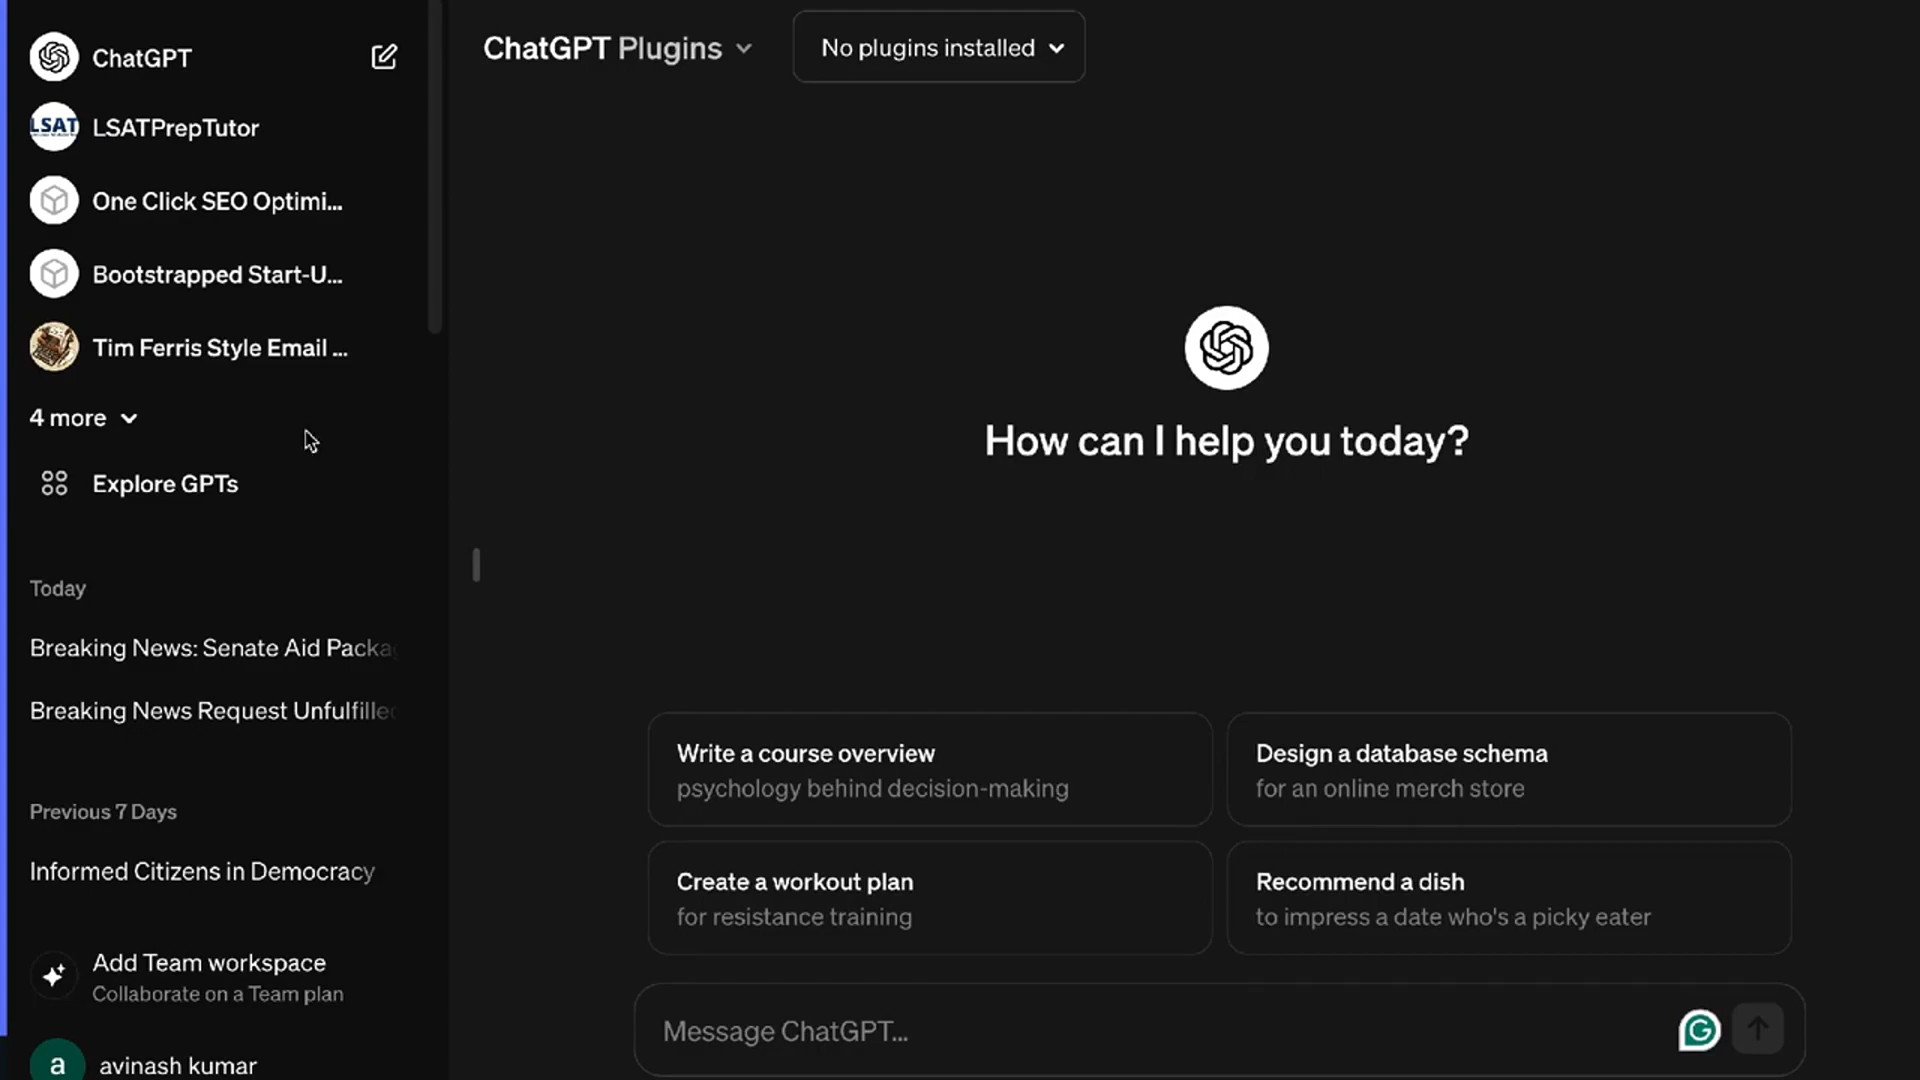 ChatGPT
LSAT
LSATPrepTutor
One Click SEO Optimi...
Bootstrapped Start-U...
Tim Ferris Style Email ...
4 more
Explore GPTs
Today
Breaking News: Senate Aid Packag
Breaking News Request Unfulfilled
Previous 7 Days
Informed Citizens in Democracy
Add Team workspace
Collaborate on a Team plan
a
avinash kumar
ChatGPT Plugins
No plugins installed
How can I help you today?
Write a course overview
psychology behind decision-making
Design a database schema
for an online merch store
Create a workout plan
for resistance training
Recommend a dish
to impress a date who's a picky eater
Message ChatGPT...
G